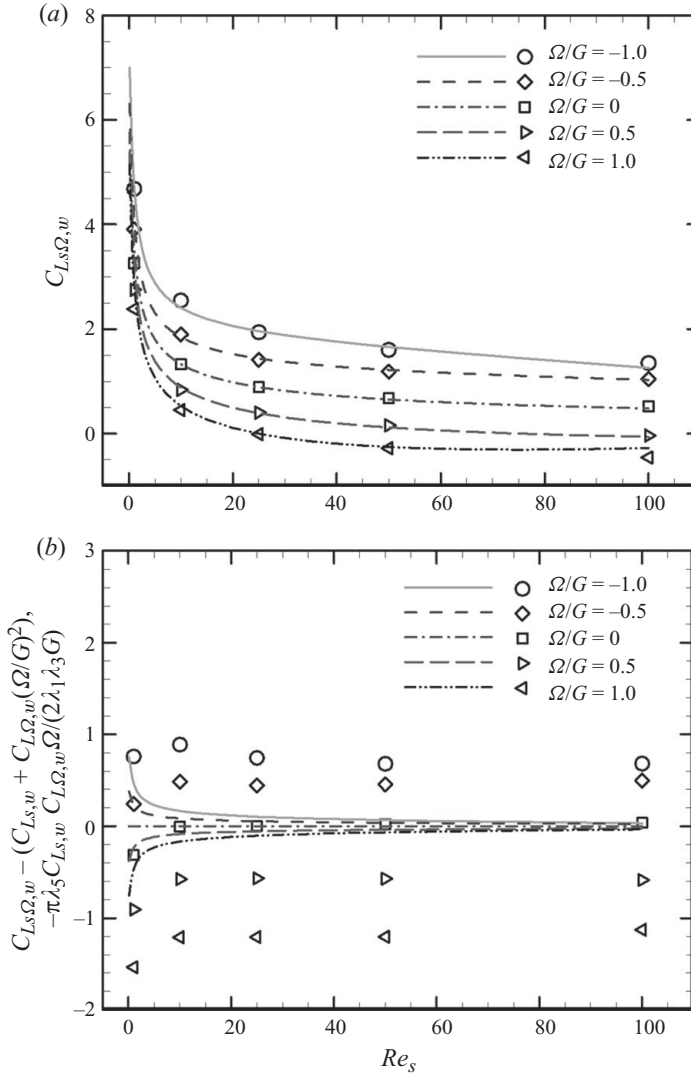 (a)
8
6
4
2
0
C_{LsΩ,w}
Ω/G = –1.0
Ω/G = –0.5
Ω/G = 0
Ω/G = 0.5
Ω/G = 1.0
0 20 40 60 80 100
(b)
3
2
1
0
–1
–2
C_{LsΩ,w} – (C_{Ls,w} + C_{LΩ,w}(Ω/G)^2),
–πλ_5C_{Ls,w} C_{LΩ,w}Ω/(2λ_1λ_3G)
Ω/G = –1.0
Ω/G = –0.5
Ω/G = 0
Ω/G = 0.5
Ω/G = 1.0
0 20 40 60 80 100
Re_s